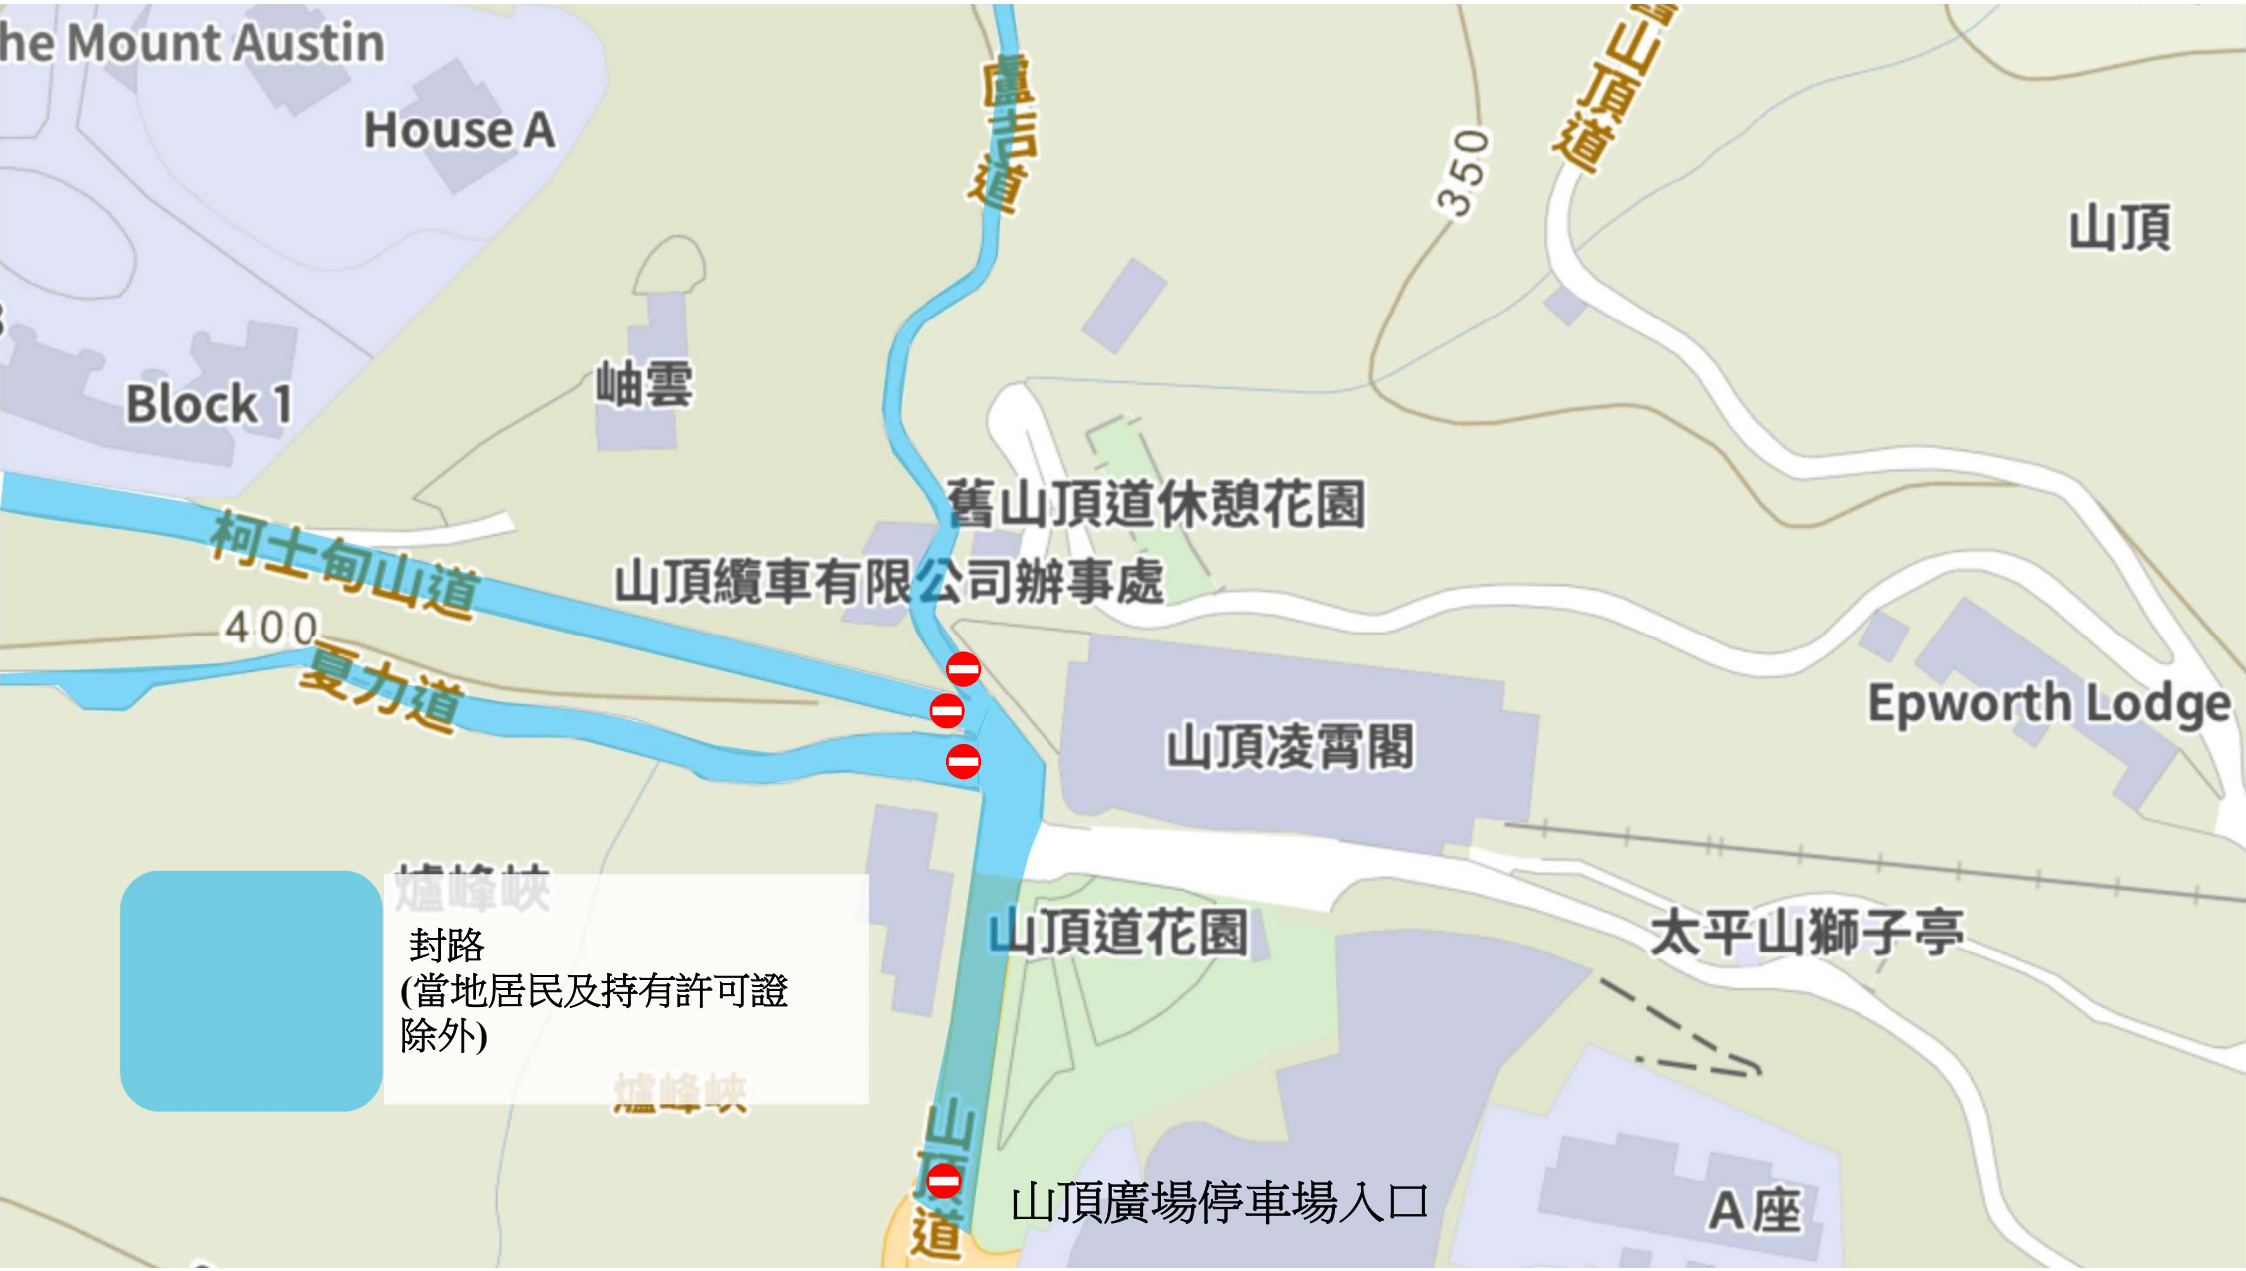 he Mount Austin
House A
盧吉道
舊山頂道
350
山頂
岫雲
Block 1
舊山頂道休憩花園
柯士甸山道
山頂纜車有限公司辦事處
400
夏力道
Epworth Lodge
山頂凌霄閣
爐峰峽
封路
(當地居民及持有許可證
除外)
山頂道花園
太平山獅子亭
爐峰峽
山頂道
山頂廣場停車場入口
A座